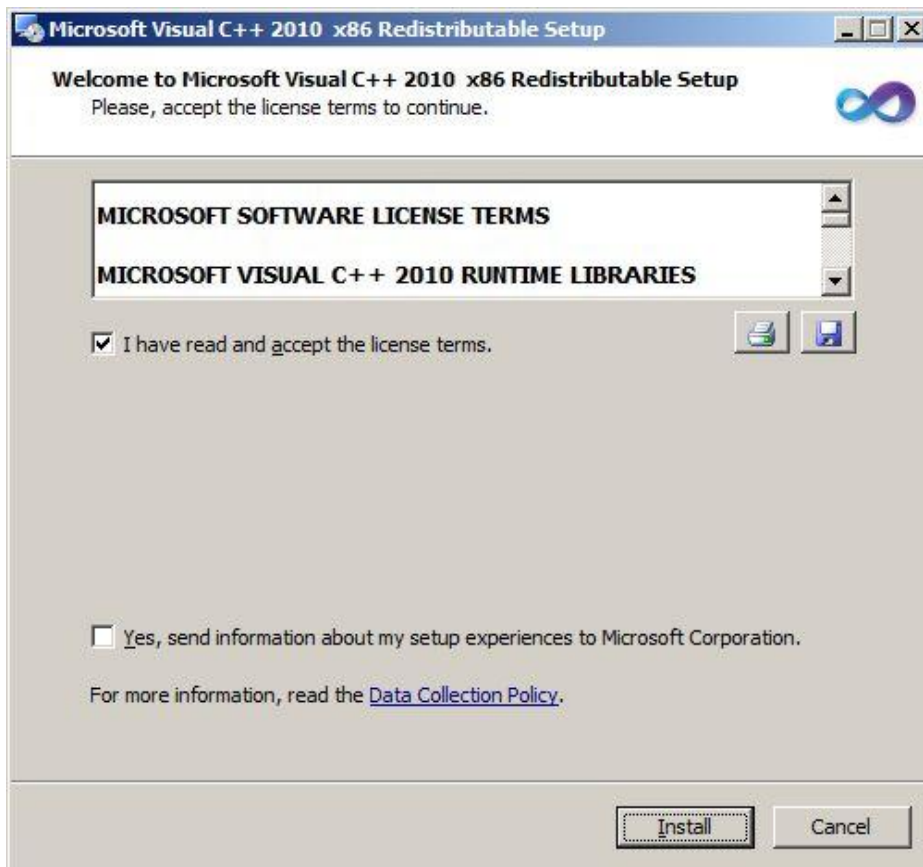 Microsoft Visual C++ 2010  x86 Redistributable Setup
Welcome to Microsoft Visual C++ 2010  x86 Redistributable Setup
Please, accept the license terms to continue.
MICROSOFT SOFTWARE LICENSE TERMS
MICROSOFT VISUAL C++ 2010 RUNTIME LIBRARIES
I have read and accept the license terms.
Yes, send information about my setup experiences to Microsoft Corporation.
For more information, read the Data Collection Policy.
Install Cancel